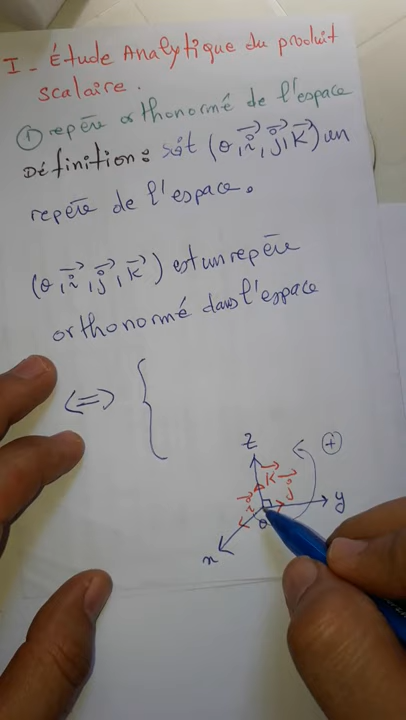 I - Étude Analytique du produit
scalaire.
① repère orthonormé de l'espace
Définition: soit (o, i⃗, j⃗, k⃗) un
repère de l'espace.
(o, i⃗, j⃗, k⃗) est un repère
orthonormé dans l'espace
<=> {
z
+
k⃗
j⃗
i⃗
y
o
x